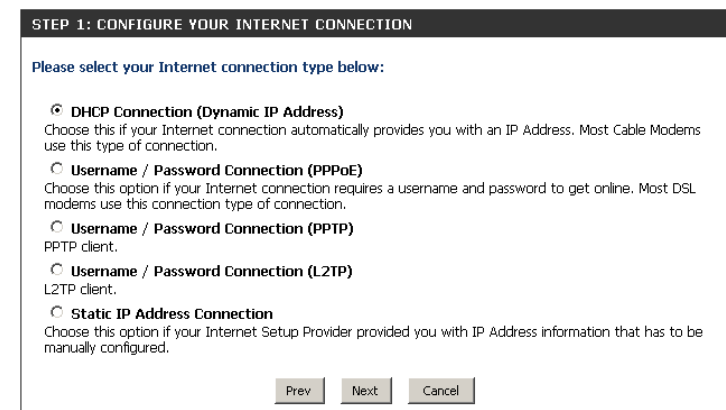 STEP 1: CONFIGURE YOUR INTERNET CONNECTION
Please select your Internet connection type below:
DHCP Connection (Dynamic IP Address)
Choose this if your Internet connection automatically provides you with an IP Address. Most Cable Modems
use this type of connection.
Username / Password Connection (PPPoE)
Choose this option if your Internet connection requires a username and password to get online. Most DSL
modems use this connection type of connection.
Username / Password Connection (PPTP)
PPTP client.
Username / Password Connection (L2TP)
L2TP client.
Static IP Address Connection
Choose this option if your Internet Setup Provider provided you with IP Address information that has to be
manually configured.
Prev Next Cancel